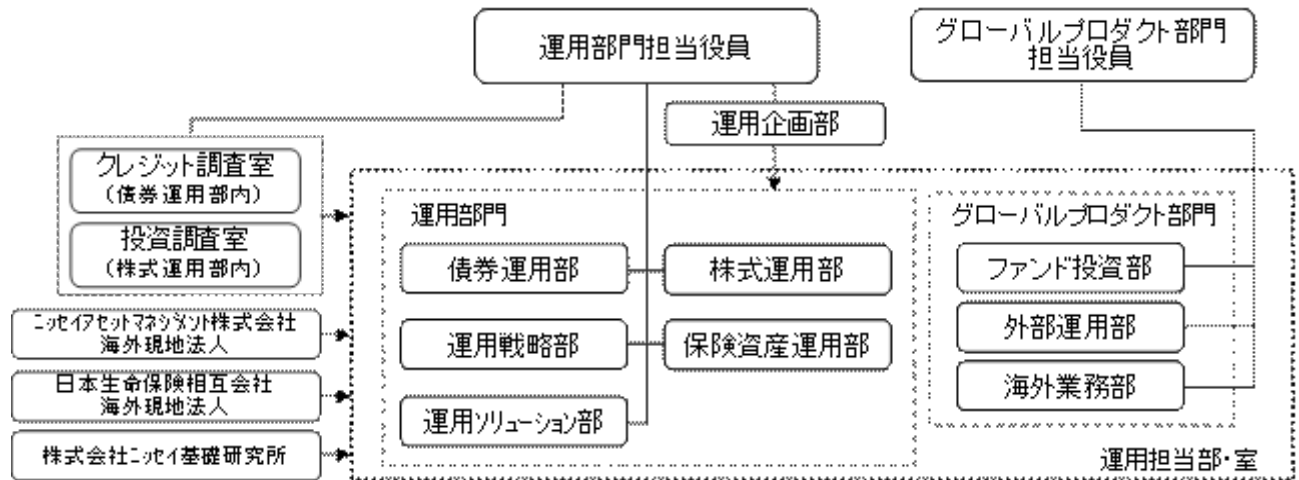 運用部門担当役員
グローバルプロダクト部門
担当役員
運用企画部
クレジット調査室
（債券運用部内）
投資調査室
（株式運用部内）
ニッセイアセットマネジメント株式会社
海外現地法人
日本生命保険相互会社
海外現地法人
株式会社ニッセイ基礎研究所
運用部門
債券運用部
株式運用部
運用戦略部
保険資産運用部
運用ソリューション部
グローバルプロダクト部門
ファンド投資部
外部運用部
海外業務部
運用担当部・室